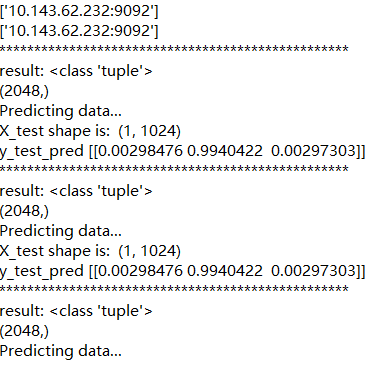 ['10.143.62.232:9092']
['10.143.62.232:9092']
**************************************************
result: <class 'tuple'>
(2048,)
Predicting data...
X_test shape is:  (1, 1024)
y_test_pred [[0.00298476 0.9940422  0.00297303]]
**************************************************
result: <class 'tuple'>
(2048,)
Predicting data...
X_test shape is:  (1, 1024)
y_test_pred [[0.00298476 0.9940422  0.00297303]]
**************************************************
result: <class 'tuple'>
(2048,)
Predicting data...